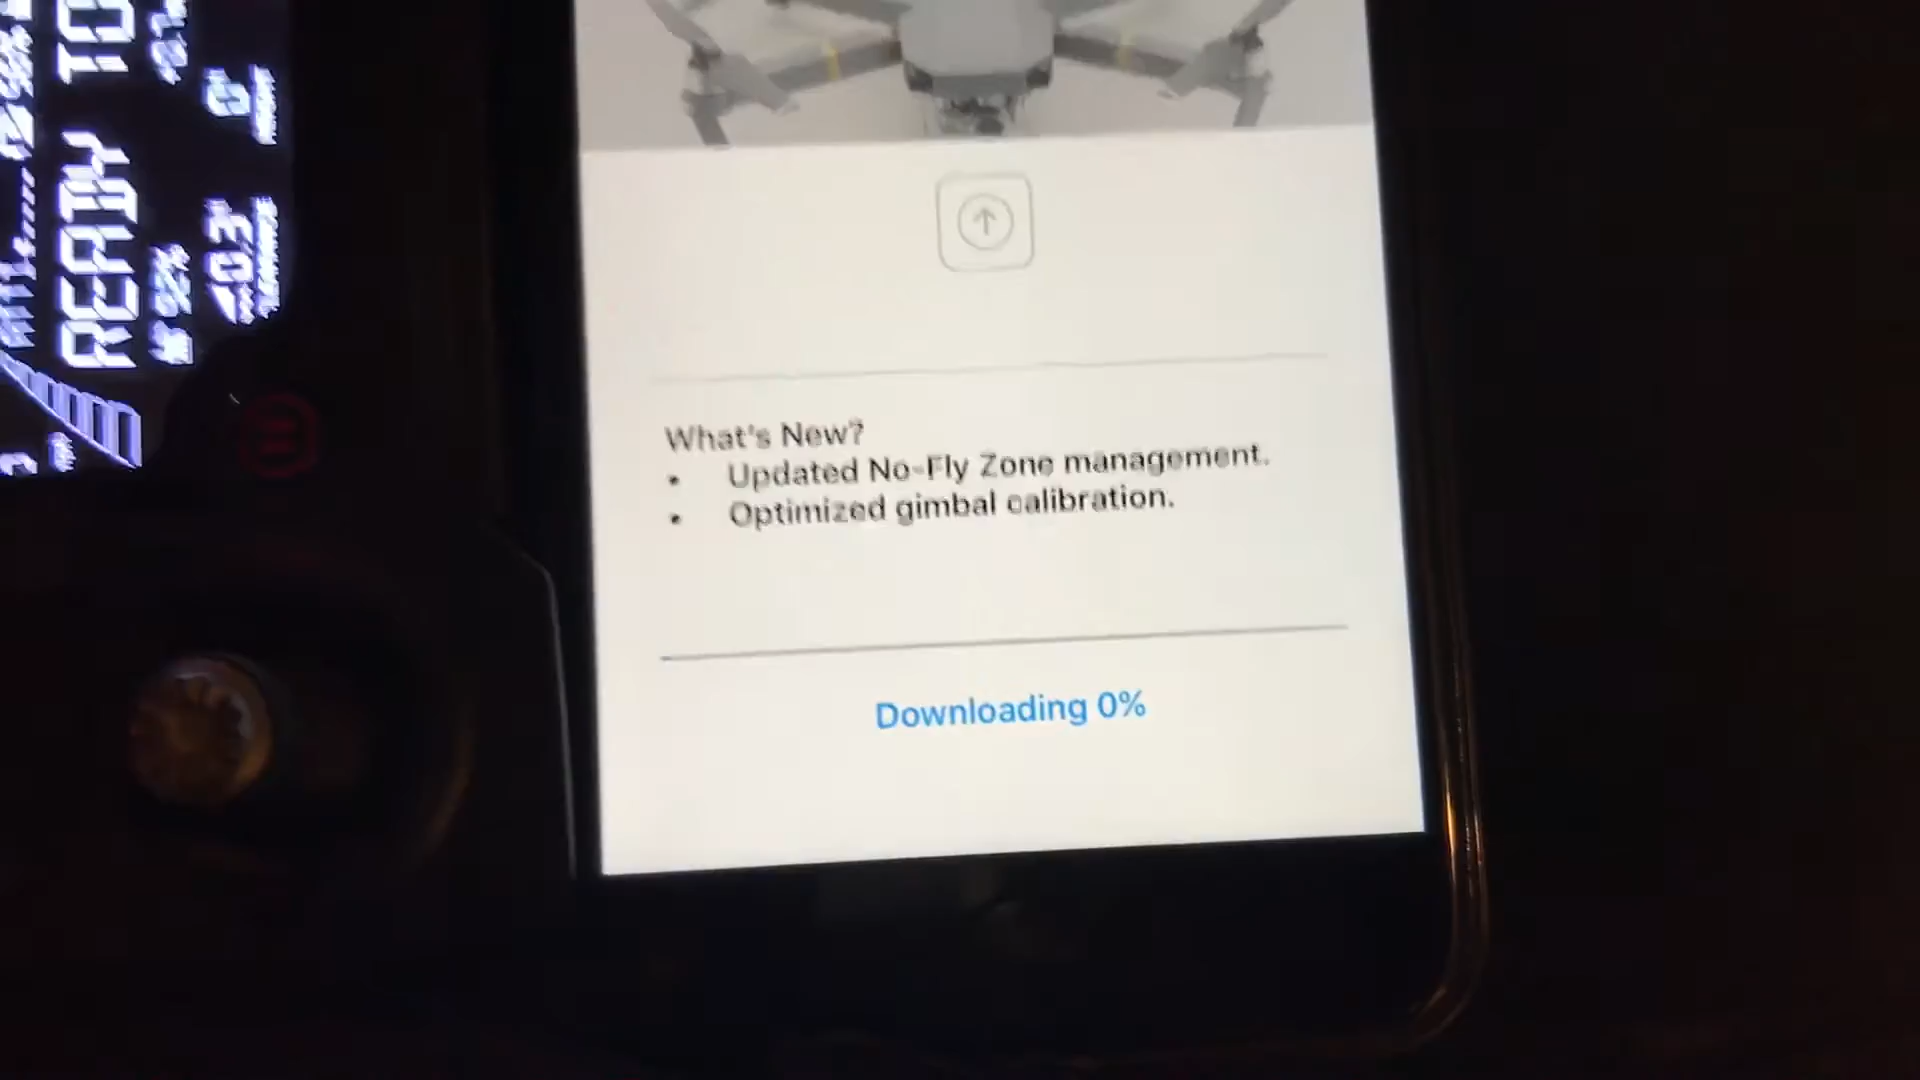 READY TO
What's New?
• Updated No-Fly Zone management.
• Optimized gimbal calibration.
Downloading 0%